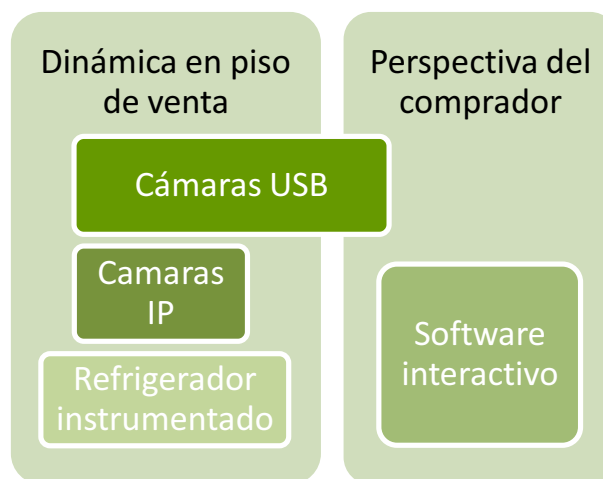 Dinámica en piso
de venta
Perspectiva del
comprador
Cámaras USB
Camaras
IP
Refrigerador
instrumentado
Software
interactivo